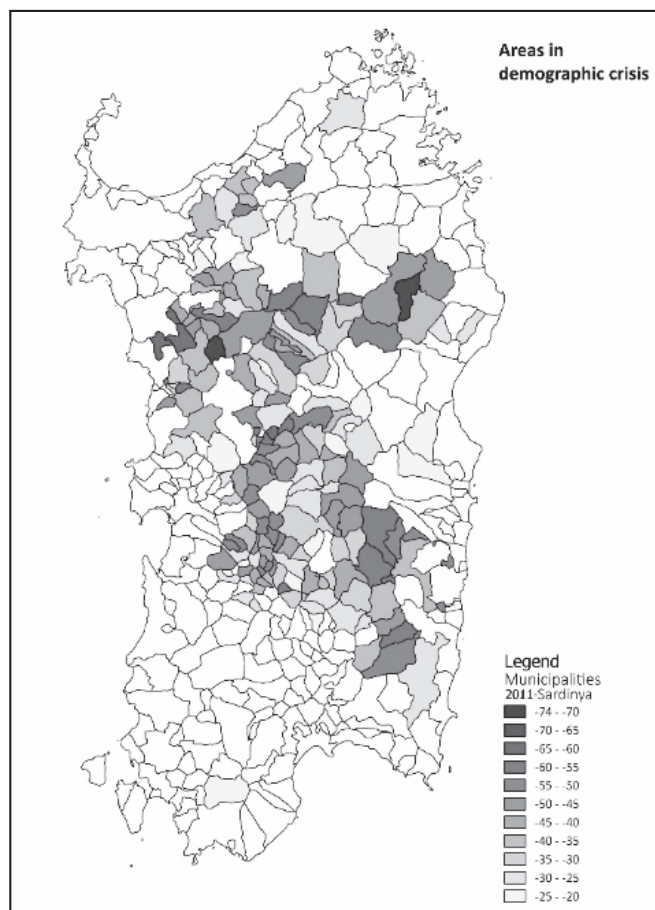 Areas in
demographic crisis
Legend
Municipalities
2011-Sardinya
-74 - -70
-70 - -65
-65 - -60
-60 - -55
-55 - -50
-50 - -45
-45 - -40
-40 - -35
-35 - -30
-30 - -25
-25 - -20